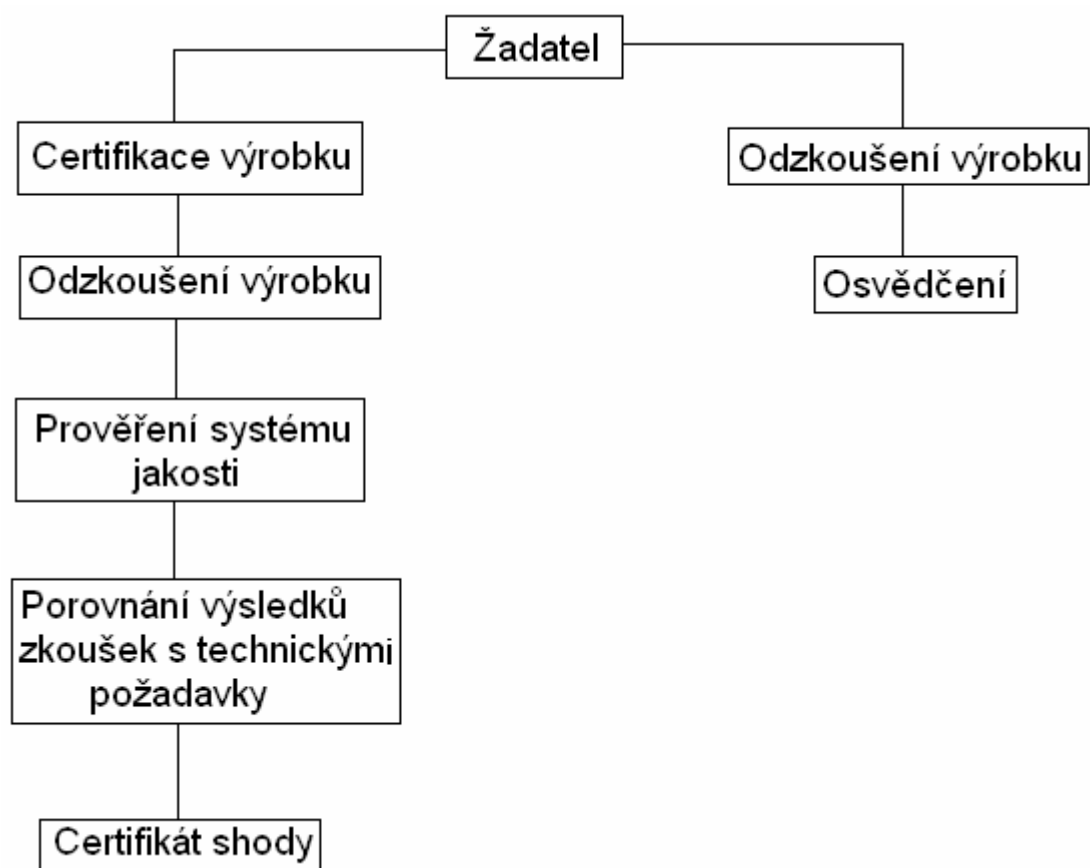 Žadatel
Certifikace výrobku
Odzkoušení výrobku
Prověření systému
jakosti
Porovnání výsledků
zkoušek s technickými
požadavky
Certifikát shody
Odzkoušení výrobku
Osvědčení